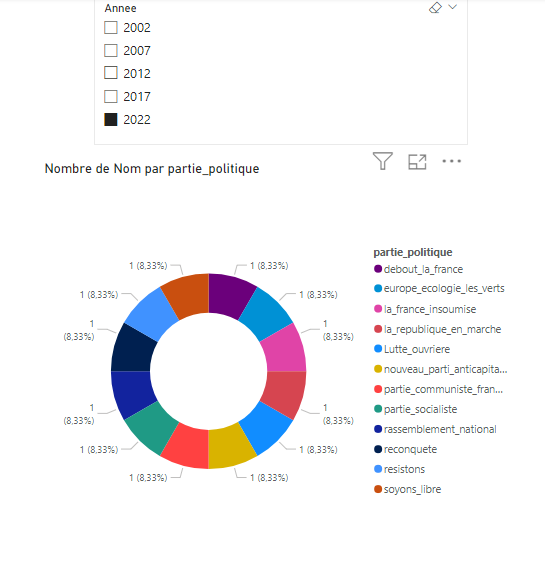 Annee
2002
2007
2012
2017
2022
Nombre de Nom par partie_politique
partie_politique
1 (8.33%)
1 (8.33%)
debout_la_france
1 (8.33%)
1 (8.33%)
europe_ecologie_les_verts
la_france_insoumise
1
(8.33%)
1
(8.33%)
la_republique_en_marche
Lutte_ouvriere
nouveau_parti_anticapita...
partie_communiste_fran...
1
(8.33%)
1
(8.33%)
partie_socialiste
rassemblement_national
1 (8.33%)
1 (8.33%)
reconquete
resistons
1 (8.33%)
1 (8.33%)
soyons_libre